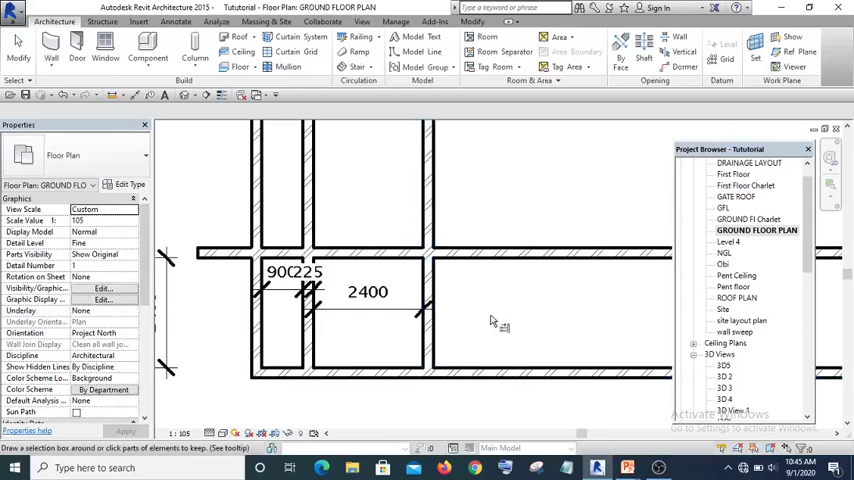 Autodesk Revit Architecture 2015 - Tututorial - Floor Plan: GROUND FLOOR PLAN
Type a keyword or phrase
Sign In
Architecture Structure Insert Annotate Analyze Massing & Site Collaborate View Manage Add-Ins Modify
Modify
Wall Door Window Component Column
Roof
Ceiling
Floor
Curtain System
Curtain Grid
Mullion
Railing
Ramp
Stair
Model Text
Model Line
Model Group
Room
Room Separator
Tag Room
Area
Area Boundary
Tag Area
By Face
Shaft
Wall
Vertical
Dormer
Level
Grid
Set
Show
Ref Plane
Viewer
Select Build Circulation Model Room & Area Opening Datum Work Plane
Properties
Floor Plan
Floor Plan: GROUND FLO
Edit Type
Graphics
View Scale Custom
Scale Value 1: 105
Display Model Normal
Detail Level Fine
Parts Visibility Show Original
Detail Number 1
Rotation on Sheet None
Visibility/Graphic... Edit...
Graphic Display ... Edit...
Underlay None
Underlay Orienta... Plan
Orientation Project North
Wall Join Display Clean all wall joi...
Discipline Architectural
Show Hidden Lines By Discipline
Color Scheme Lo... Background
Color Scheme By Department
Default Analysis ... None
Sun Path
Properties help
Apply
900
225
2400
Project Browser - Tututorial
DRAINAGE LAYOUT
First Floor
First Floor Charlet
GATE ROOF
GFL
GROUND Fl Charlet
GROUND FLOOR PLAN
Level 4
NGL
Obi
Pent Ceiling
Pent floor
ROOF PLAN
Site
site layout plan
wall sweep
Ceiling Plans
3D Views
3D5
3D 2
3D 3
3D 4
3D View 1
Activate Windows
Go to Settings to activate Windows.
1 : 105
Draw a selection box around or click parts of elements to keep. (See tooltip)
:0
Main Model
:0
Type here to search
10:45 AM
9/1/2020